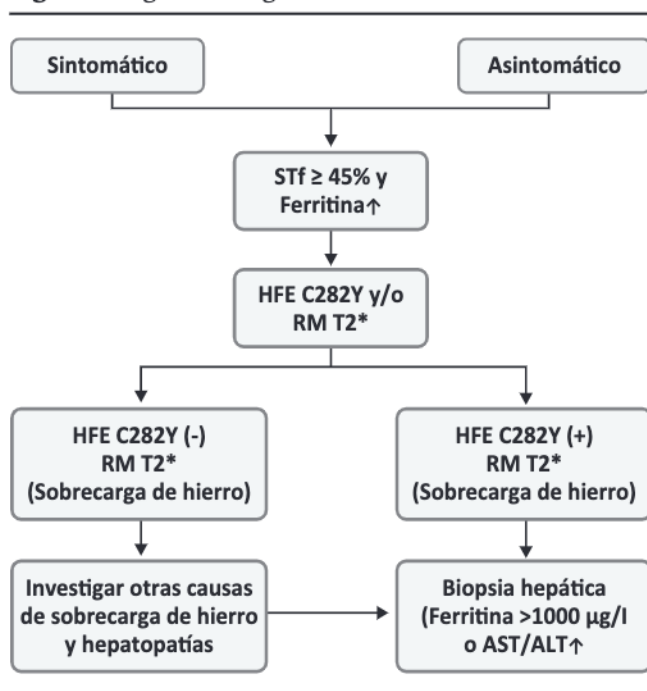 Sintomático
Asintomático
STf ≥ 45% y
Ferritina↑
HFE C282Y y/o
RM T2*
HFE C282Y (-)
RM T2*
(Sobrecarga de hierro)
HFE C282Y (+)
RM T2*
(Sobrecarga de hierro)
Investigar otras causas
de sobrecarga de hierro
y hepatopatías
Biopsia hepática
(Ferritina >1000 µg/l
o AST/ALT↑